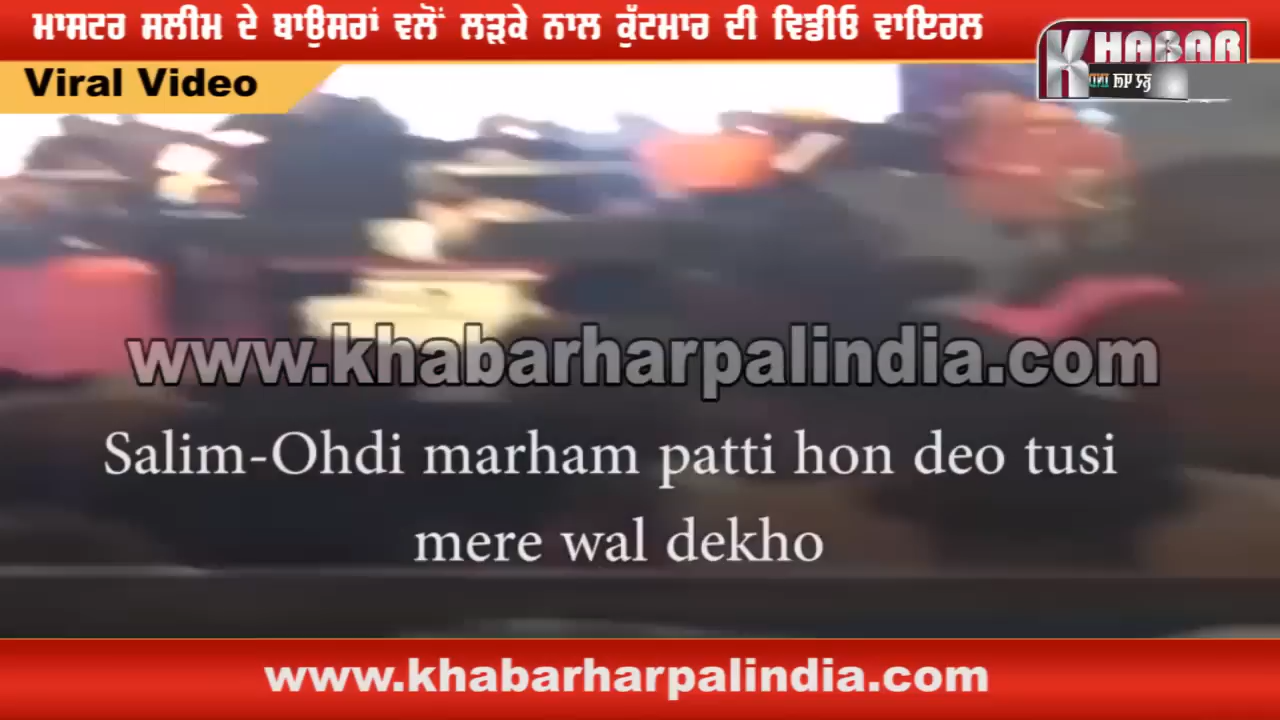 ਮਾਸਟਰ ਸਲੀਮ ਦੇ ਬਾਉਸਰਾਂ ਵਲੋਂ ਲੜਕੇ ਨਾਲ ਕੁੱਟਮਾਰ ਦੀ ਵਿਡੀਓ ਵਾਇਰਲ
KHABAR
Viral Video
www.khabarharpalindia.com
Salim-Ohdi marham patti hon deo tusi
mere wal dekho
www.khabarharpalindia.com